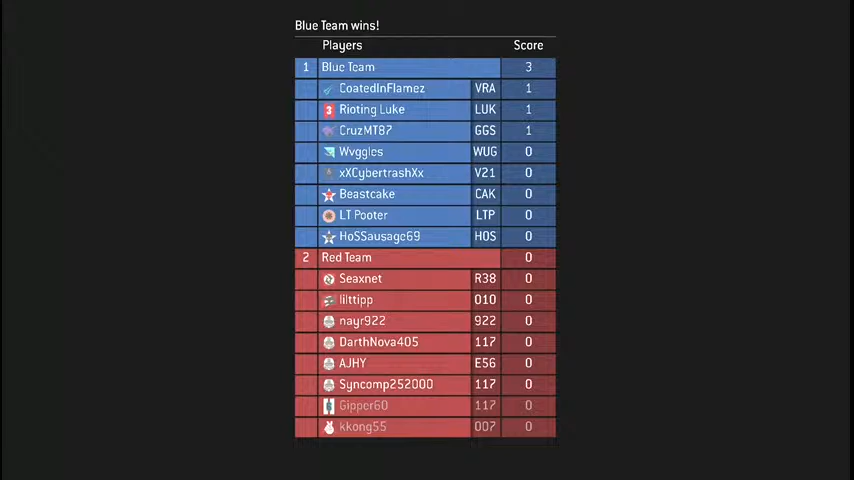 Blue Team wins!
Players Score
1 Blue Team 3
CoatedInFlamez VRA 1
3 Rioting Luke LUK 1
CruzMT87 GGS 1
Wvggles WUG 0
xXCybertrashXx V21 0
Beastcake CAK 0
LT Pooter LTP 0
HoSSausage69 HOS 0
2 Red Team 0
Seaxnet R38 0
lilttipp 010 0
nayr922 922 0
DarthNova405 117 0
AJHY E56 0
Syncomp252000 117 0
Gipper60 117 0
kkong55 007 0